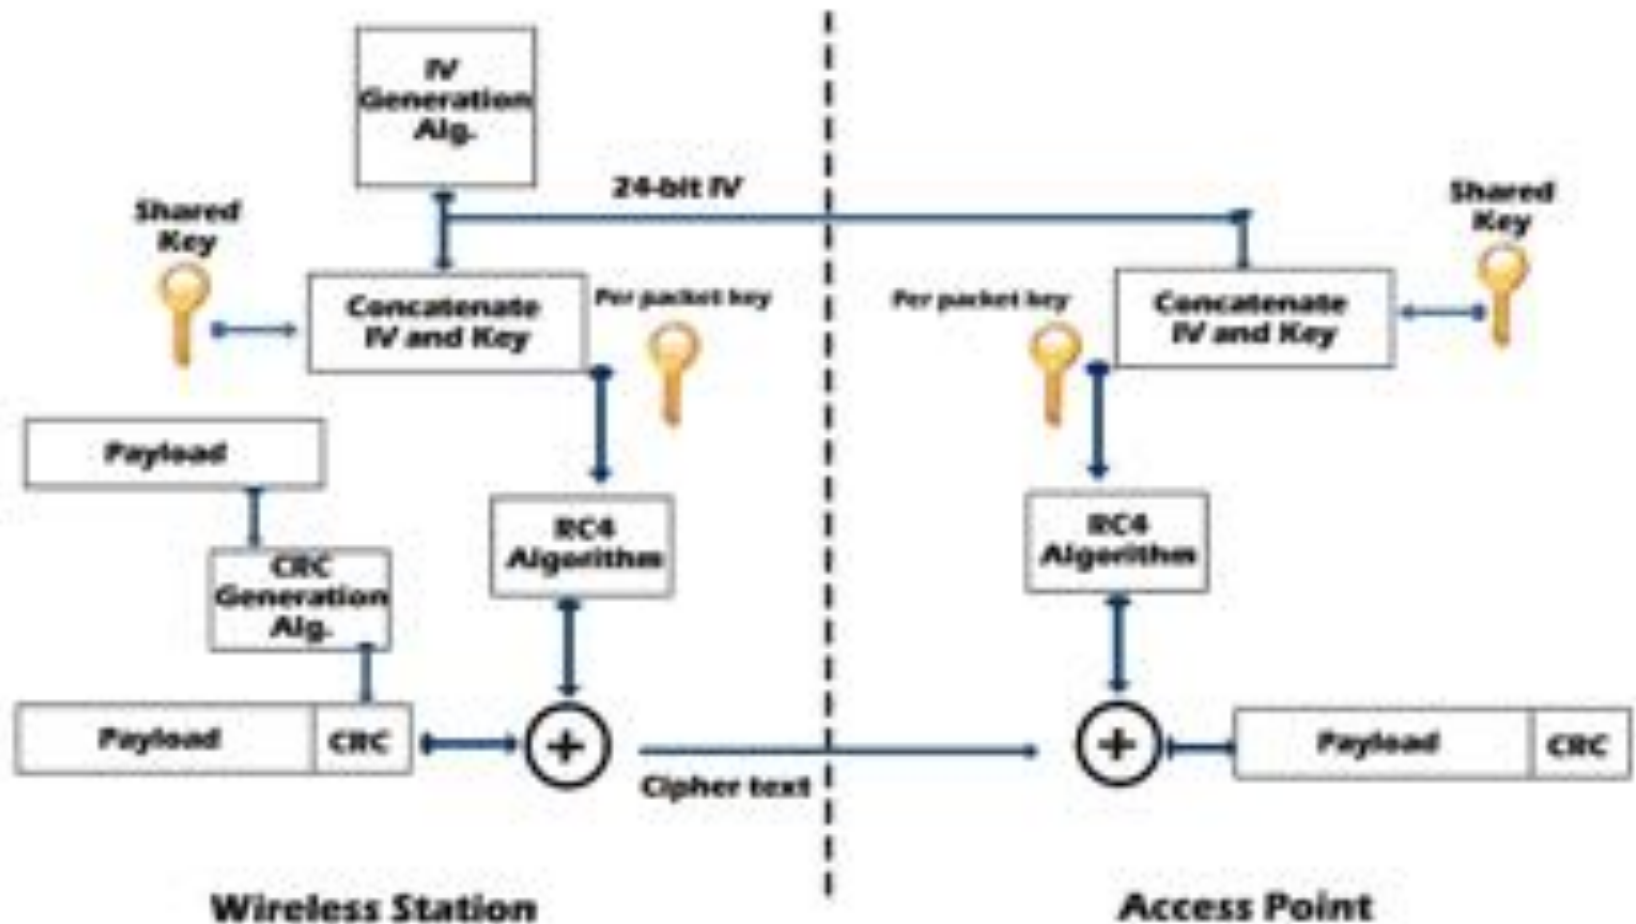 IV
Generation
Alg.
24-bit IV
Shared
Key
Shared
Key
Concatenate
IV and Key
Per packet key
Per packet key
Concatenate
IV and Key
Payload
RC4
Algorithm
RC4
Algorithm
CRC
Generation
Alg.
Payload
CRC
+
+
Payload
CRC
Cipher text
Wireless Station
Access Point